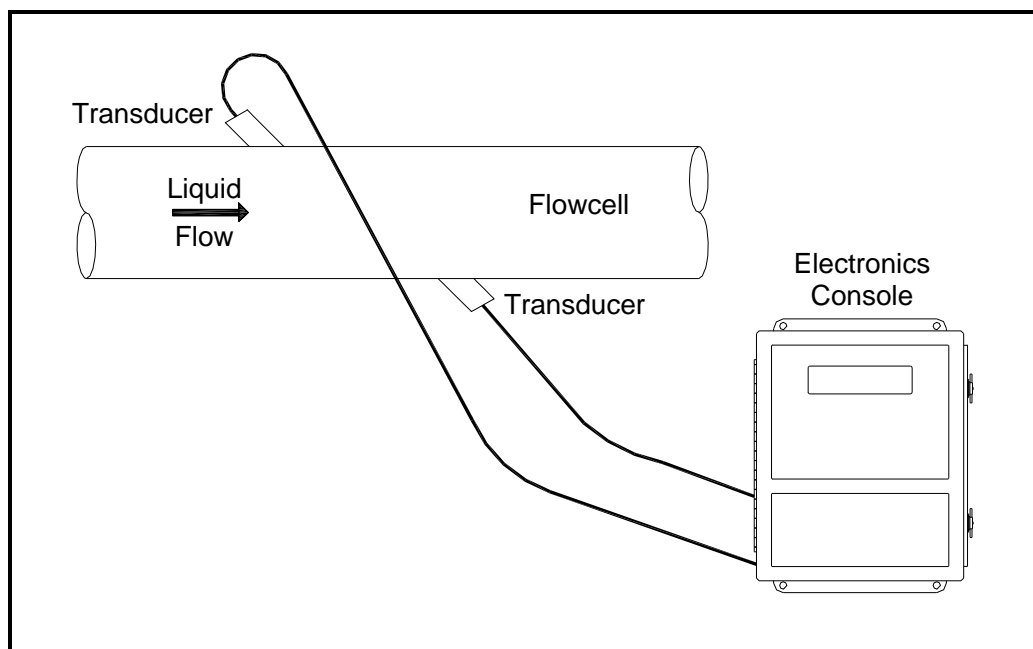 Transducer
Liquid
Flow
Flowcell
Transducer
Electronics
Console